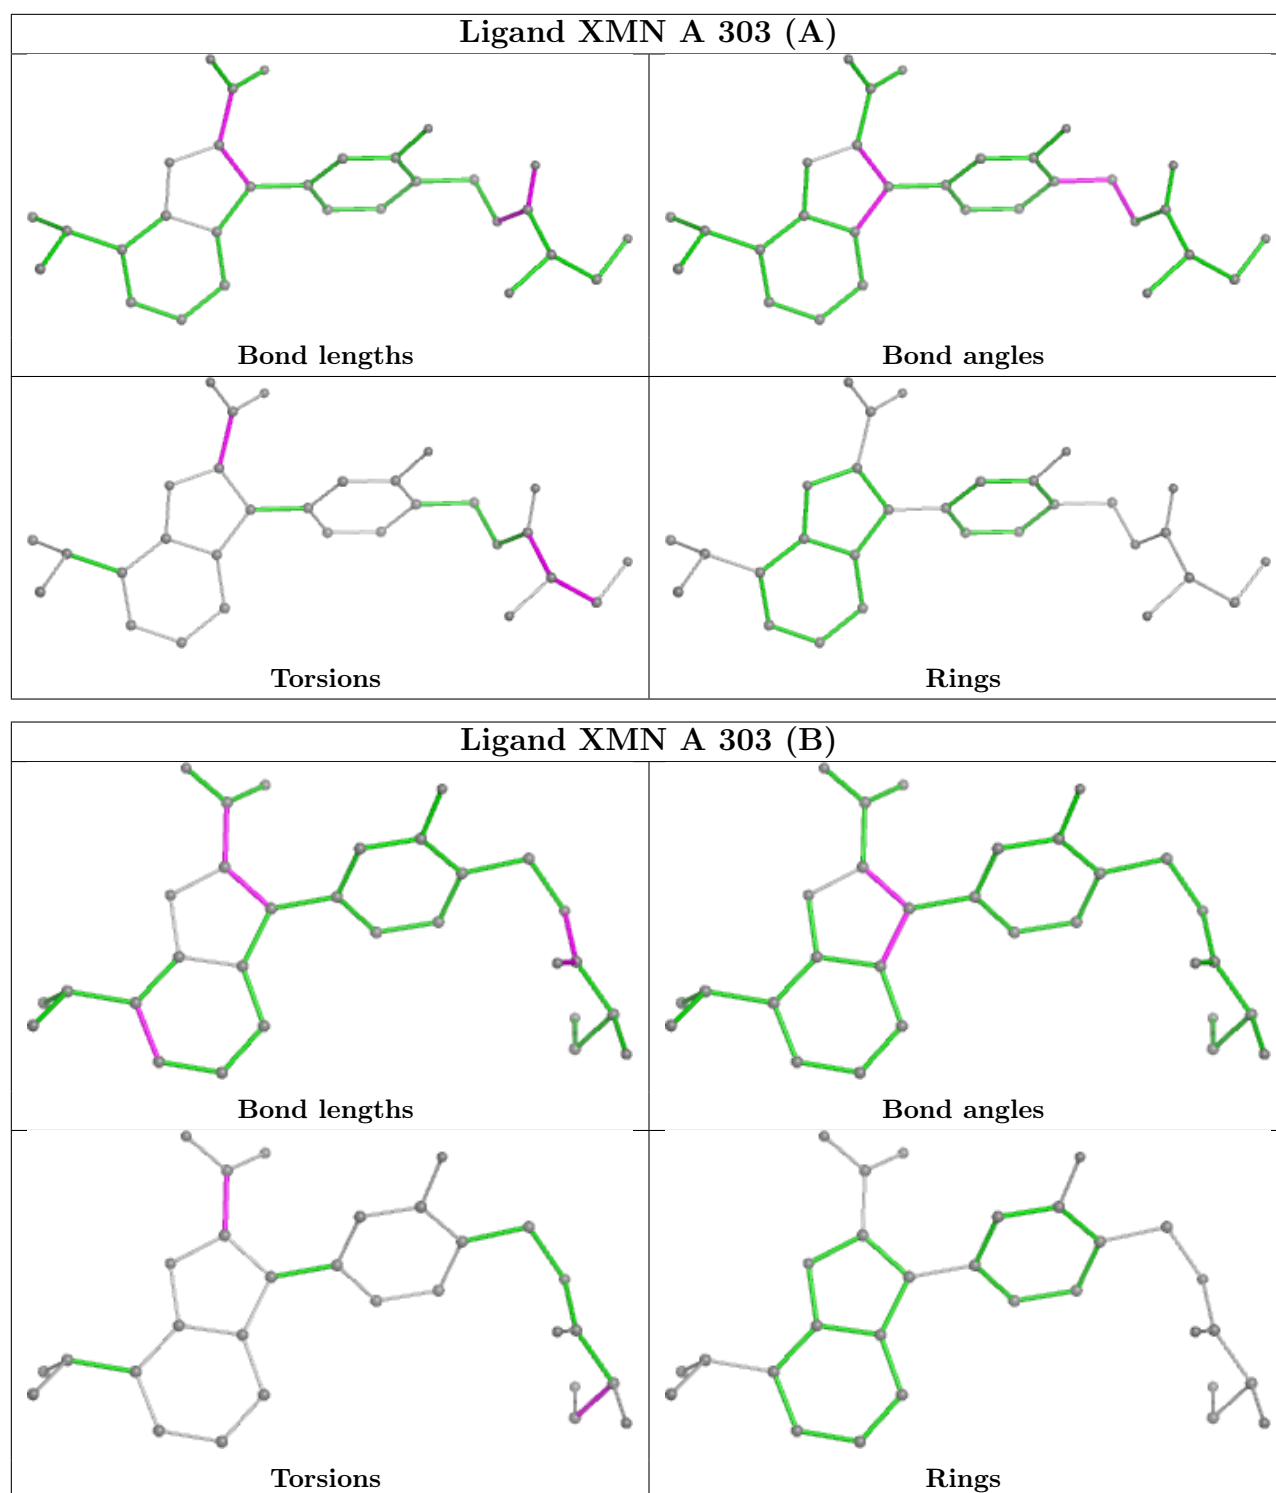 Ligand XMN A 303 (A)
Bond lengths
Bond angles
Torsions
Rings
Ligand XMN A 303 (B)
Bond lengths
Bond angles
Torsions
Rings